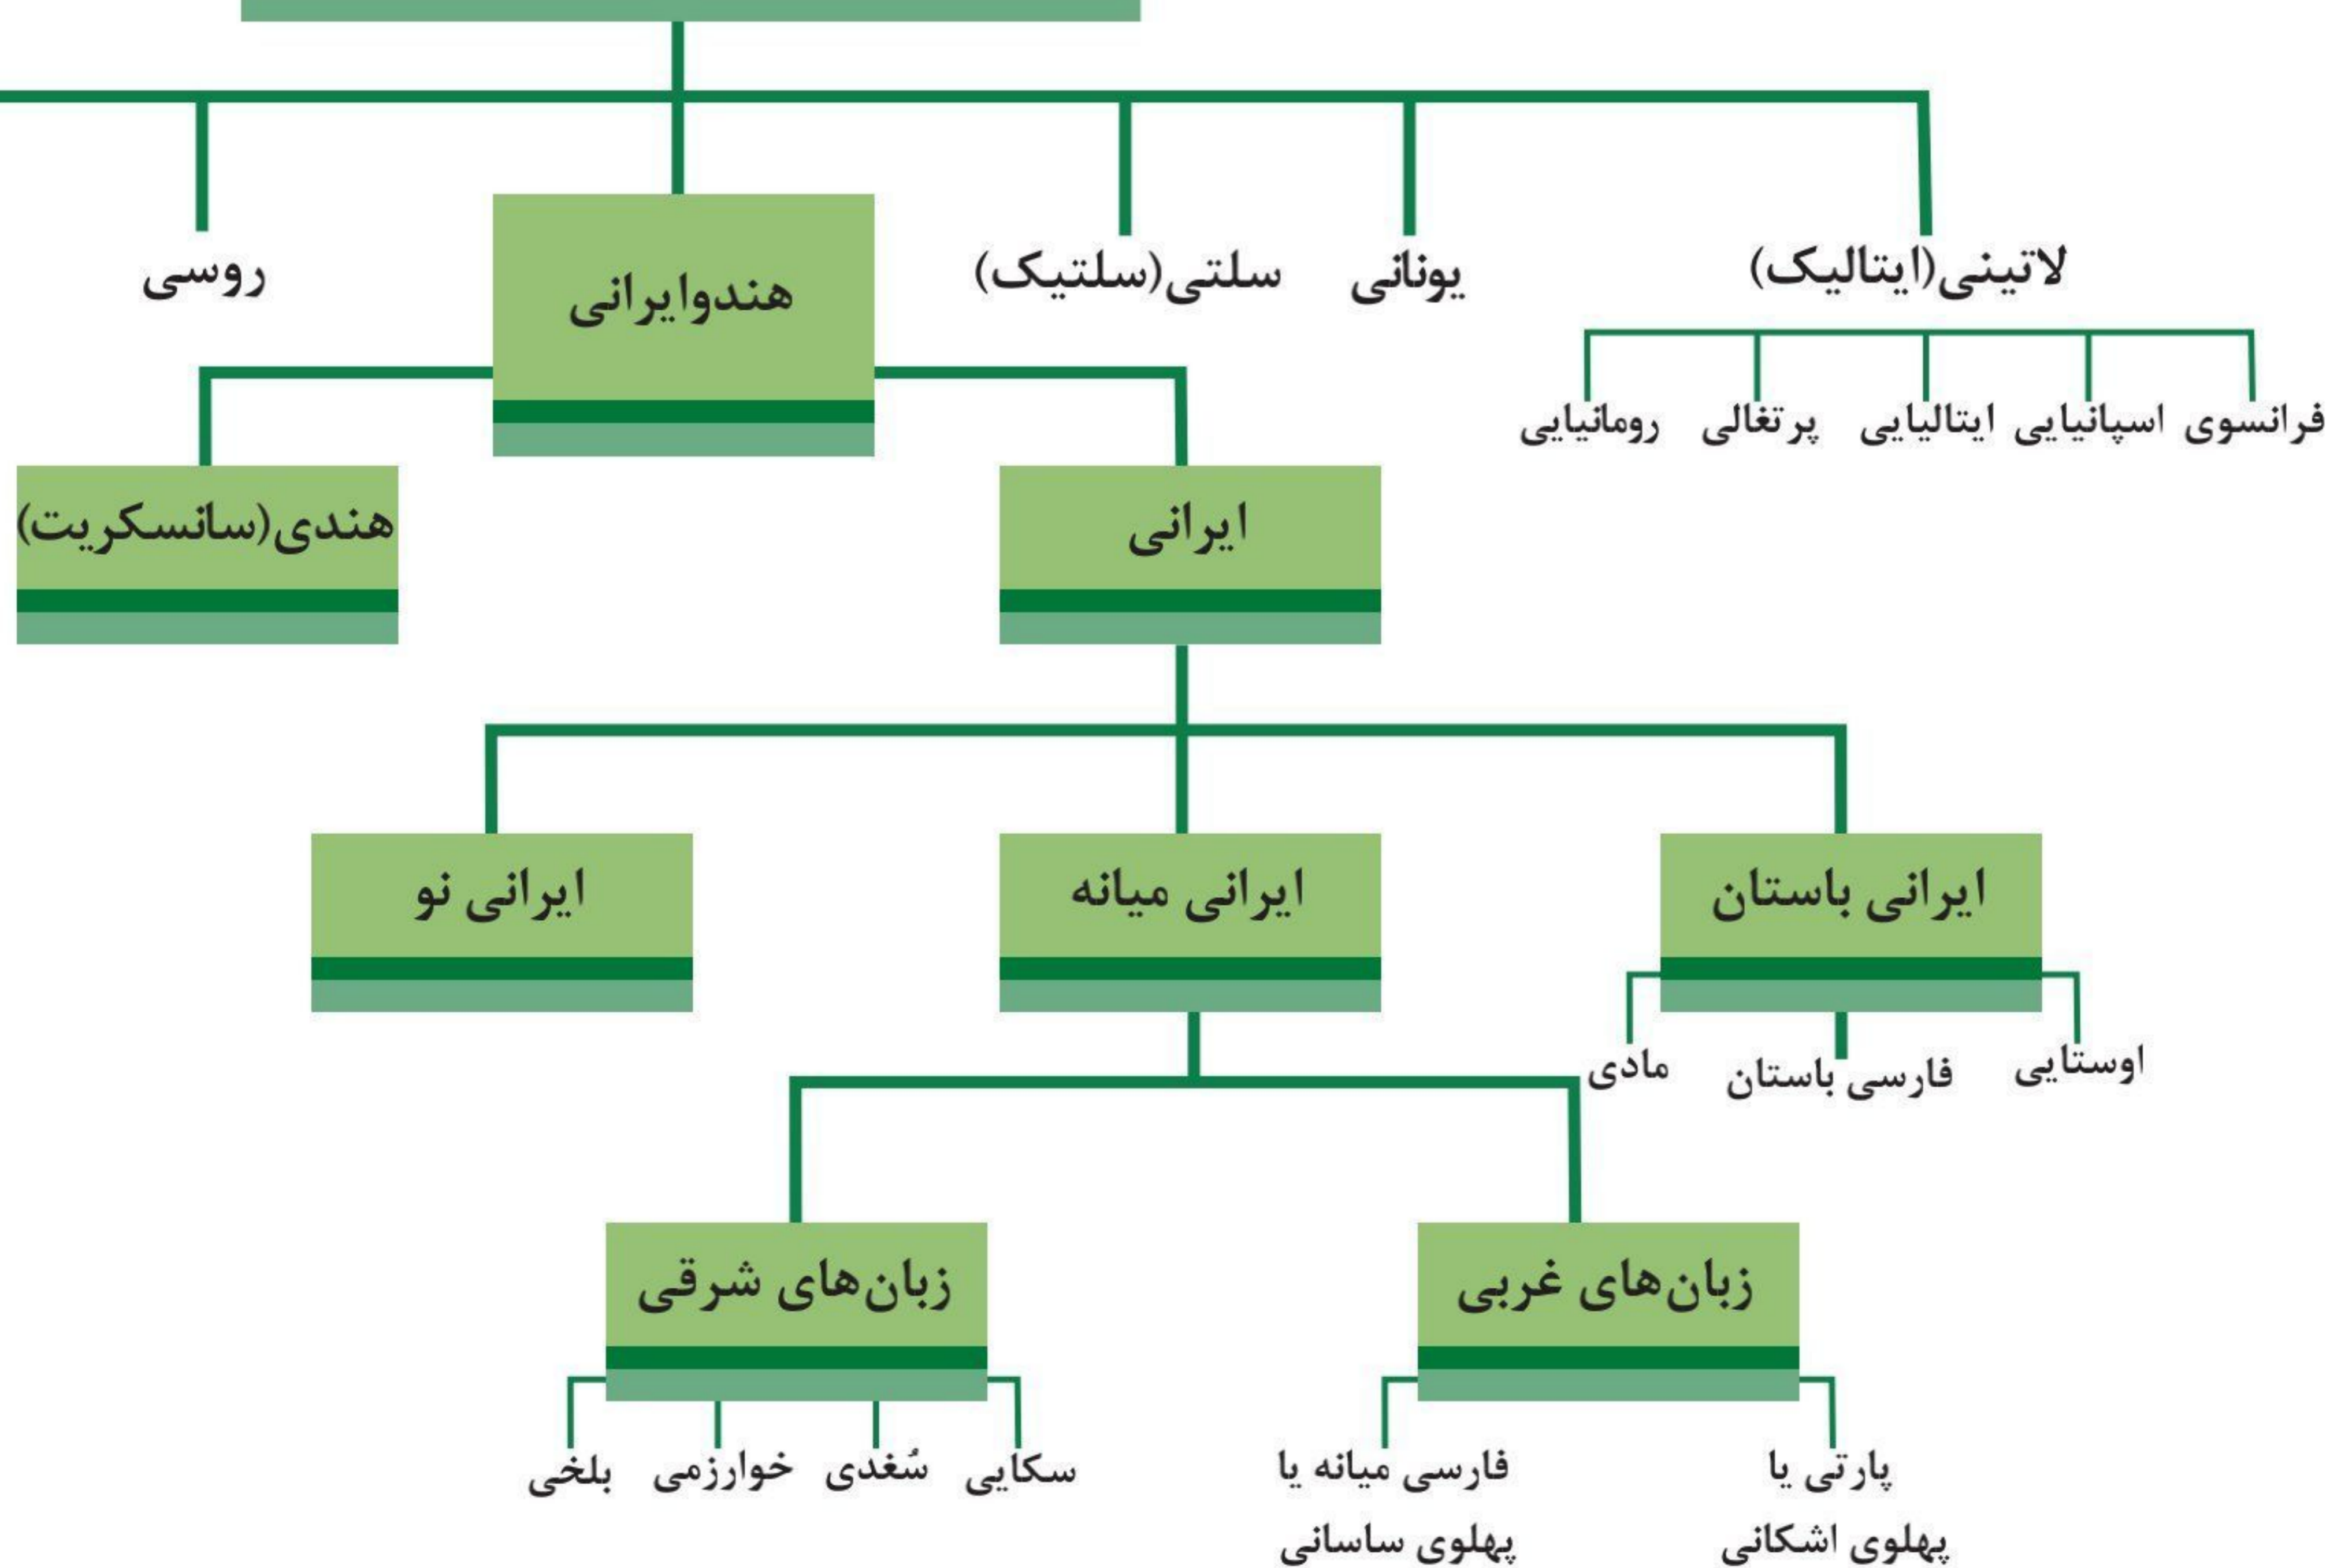 لاتینی(ایتالیک)
یونانی
سلتی(سلتیک)
هندوایرانی
روسی
فرانسوی
اسپانیایی
ایتالیایی
پرتغالی
رومانیایی
ایرانی
هندی(سانسکریت)
ایرانی باستان
ایرانی میانه
ایرانی نو
اوستایی
فارسی باستان
مادی
زبان‌های غربی
زبان‌های شرقی
پارتی یا
پهلوی اشکانی
فارسی میانه یا
پهلوی ساسانی
سکایی
سُغدی
خوارزمی
بلخی